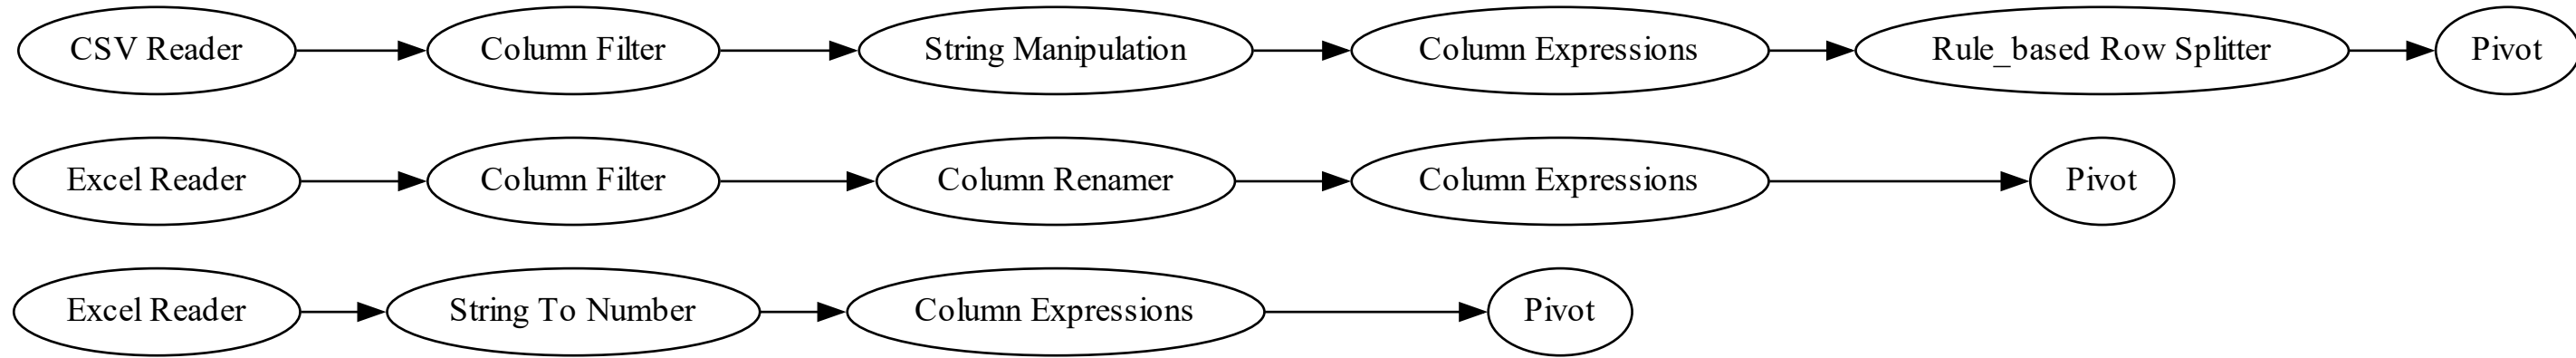 CSV Reader Column Filter String Manipulation Column Expressions Rule_based Row Splitter Pivot
Excel Reader Column Filter Column Renamer Column Expressions Pivot
Excel Reader String To Number Column Expressions Pivot